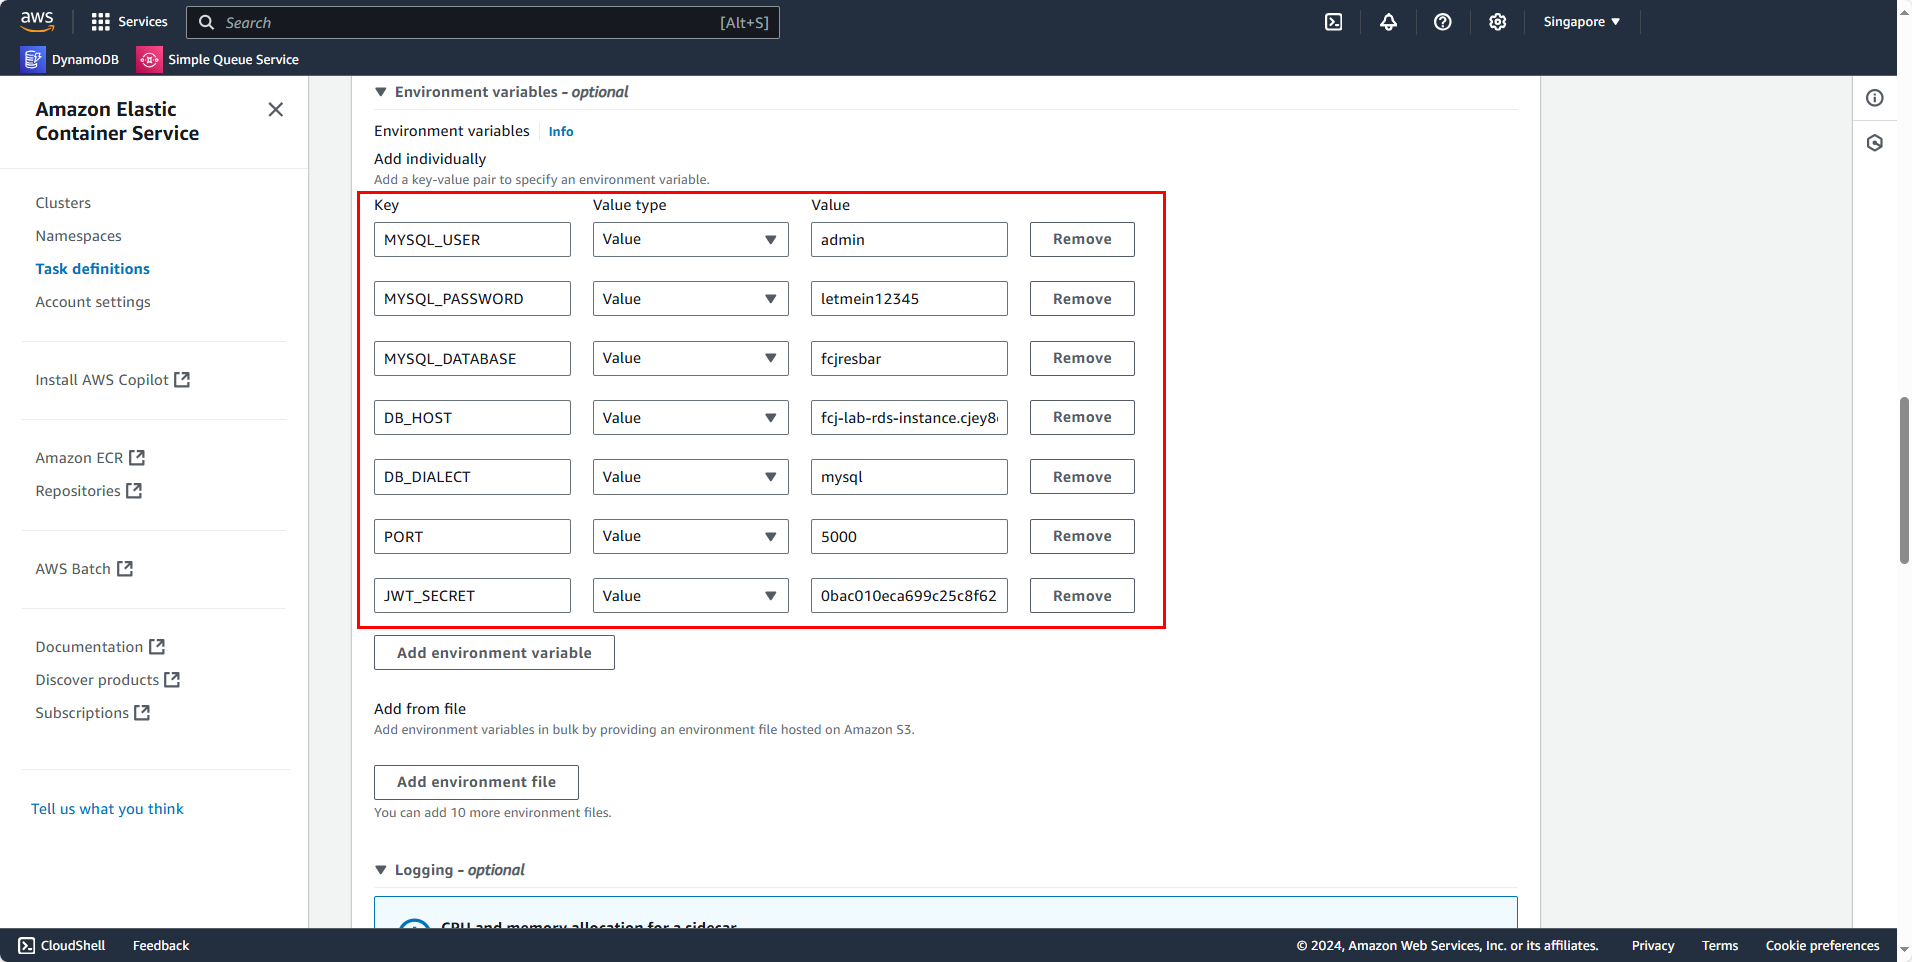 aws
Services
Search
[Alt+S]
Singapore
DynamoDB
Simple Queue Service
Amazon Elastic
Container Service
Clusters
Namespaces
Task definitions
Account settings
Install AWS Copilot
Amazon ECR
Repositories
AWS Batch
Documentation
Discover products
Subscriptions
Tell us what you think
Environment variables - optional
Environment variables Info
Add individually
Add a key-value pair to specify an environment variable.
Key Value type Value
MYSQL_USER Value admin Remove
MYSQL_PASSWORD Value letmein12345 Remove
MYSQL_DATABASE Value fcjresbar Remove
DB_HOST Value fcj-lab-rds-instance.cjey8 Remove
DB_DIALECT Value mysql Remove
PORT Value 5000 Remove
JWT_SECRET Value 0bac010eca699c25c8f62 Remove
Add environment variable
Add from file
Add environment variables in bulk by providing an environment file hosted on Amazon S3.
Add environment file
You can add 10 more environment files.
Logging - optional
CPU and memory allocation for a sidecar
CloudShell
Feedback
© 2024, Amazon Web Services, Inc. or its affiliates.
Privacy
Terms
Cookie preferences